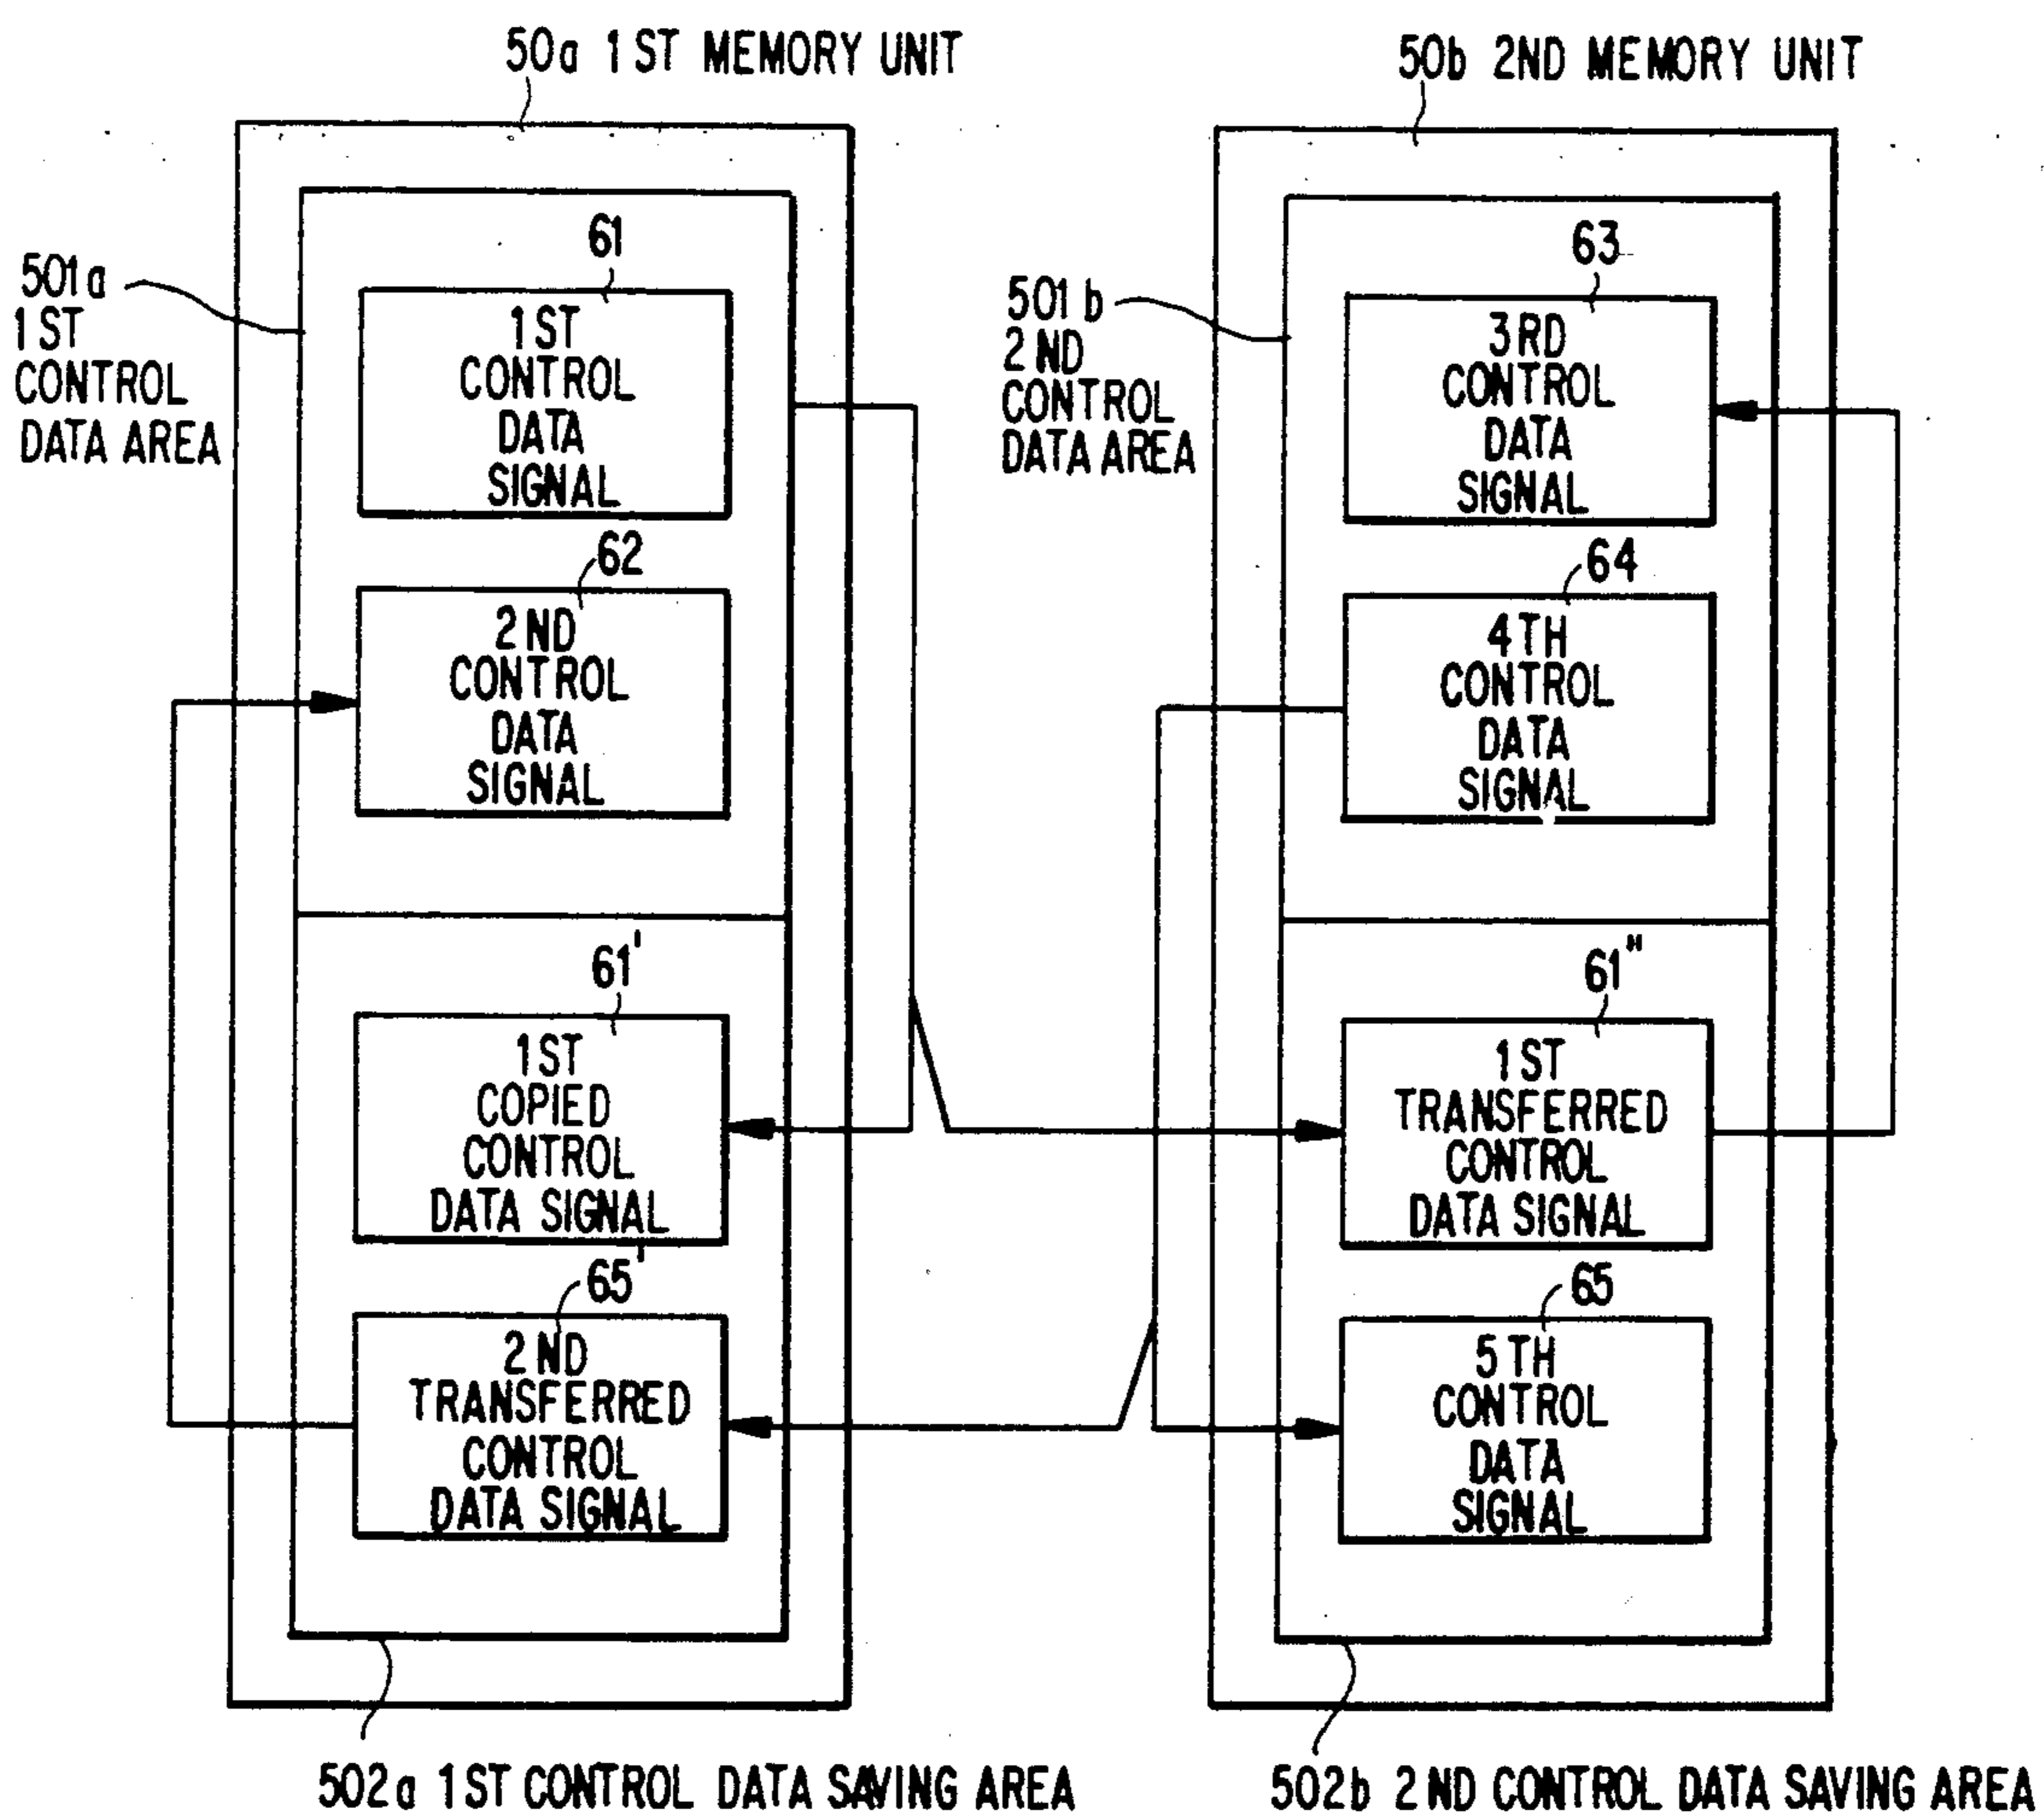 50a 1ST MEMORY UNIT
501a
1ST
CONTROL
DATA AREA
61
1ST
CONTROL
DATA
SIGNAL
62
2ND
CONTROL
DATA
SIGNAL
61'
1ST
COPIED
CONTROL
DATA SIGNAL
65'
2ND
TRANSFERRED
CONTROL
DATA SIGNAL
502a 1ST CONTROL DATA SAVING AREA
50b 2ND MEMORY UNIT
501b
2ND
CONTROL
DATA AREA
63
3RD
CONTROL
DATA
SIGNAL
64
4TH
CONTROL
DATA
SIGNAL
61"
1ST
TRANSFERRED
CONTROL
DATA SIGNAL
65
5TH
CONTROL
DATA
SIGNAL
502b 2ND CONTROL DATA SAVING AREA